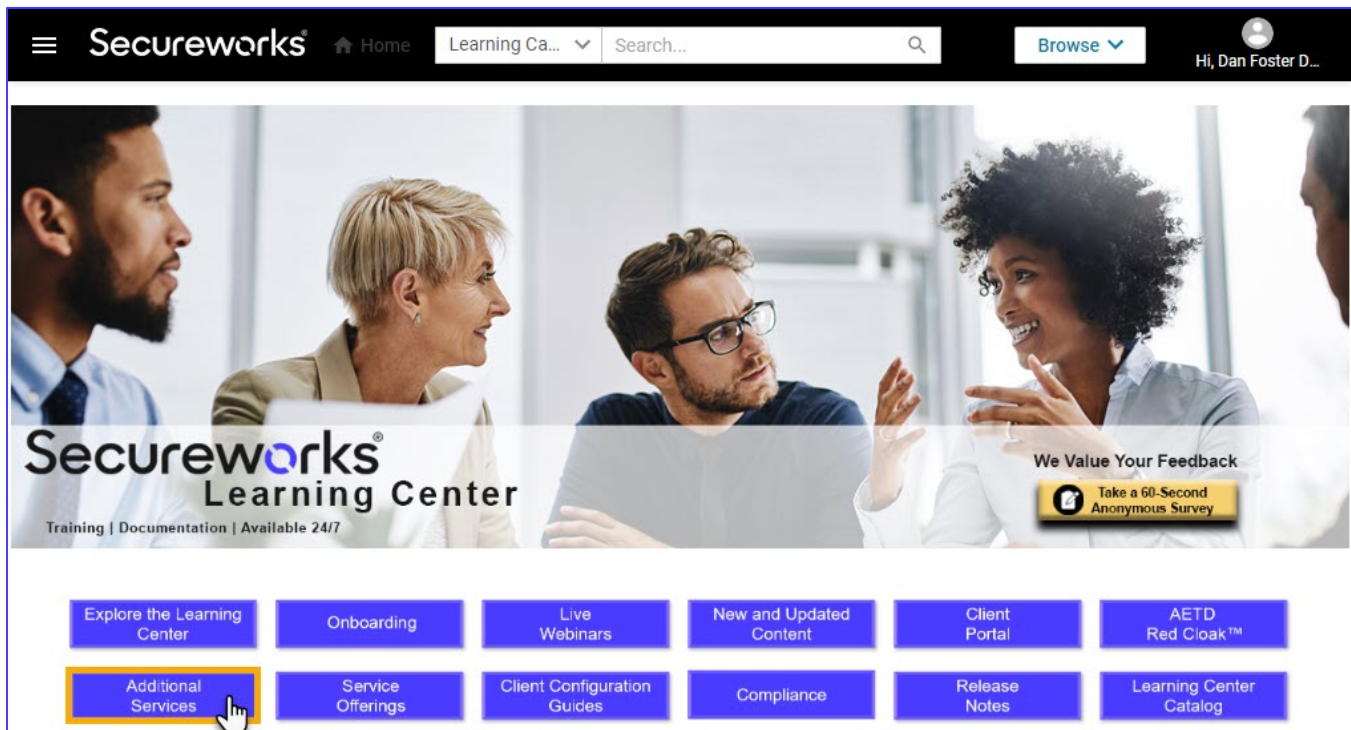 Secureworks Home Learning Ca... Search... Browse
Hi, Dan Foster D...
Secureworks®
Learning Center
Training | Documentation | Available 24/7
We Value Your Feedback
Take a 60-Second
Anonymous Survey
Explore the Learning
Center
Onboarding
Live
Webinars
New and Updated
Content
Client
Portal
AETD
Red Cloak™
Additional
Services
Service
Offerings
Client Configuration
Guides
Compliance
Release
Notes
Learning Center
Catalog